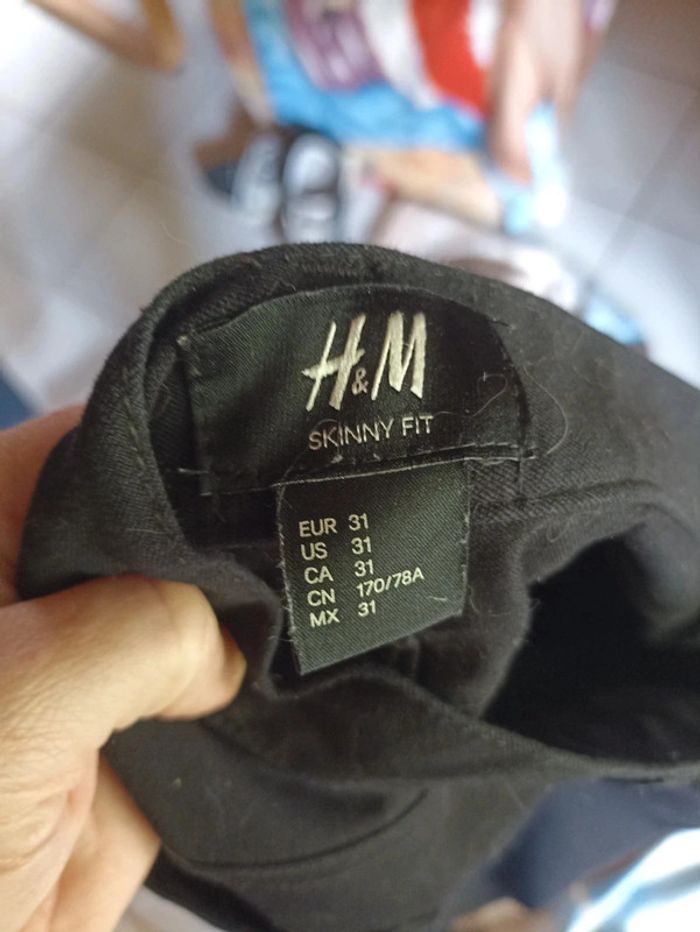 H&M
SKINNY FIT
EUR 31
US 31
CA 31
CN 170/78A
MX 31